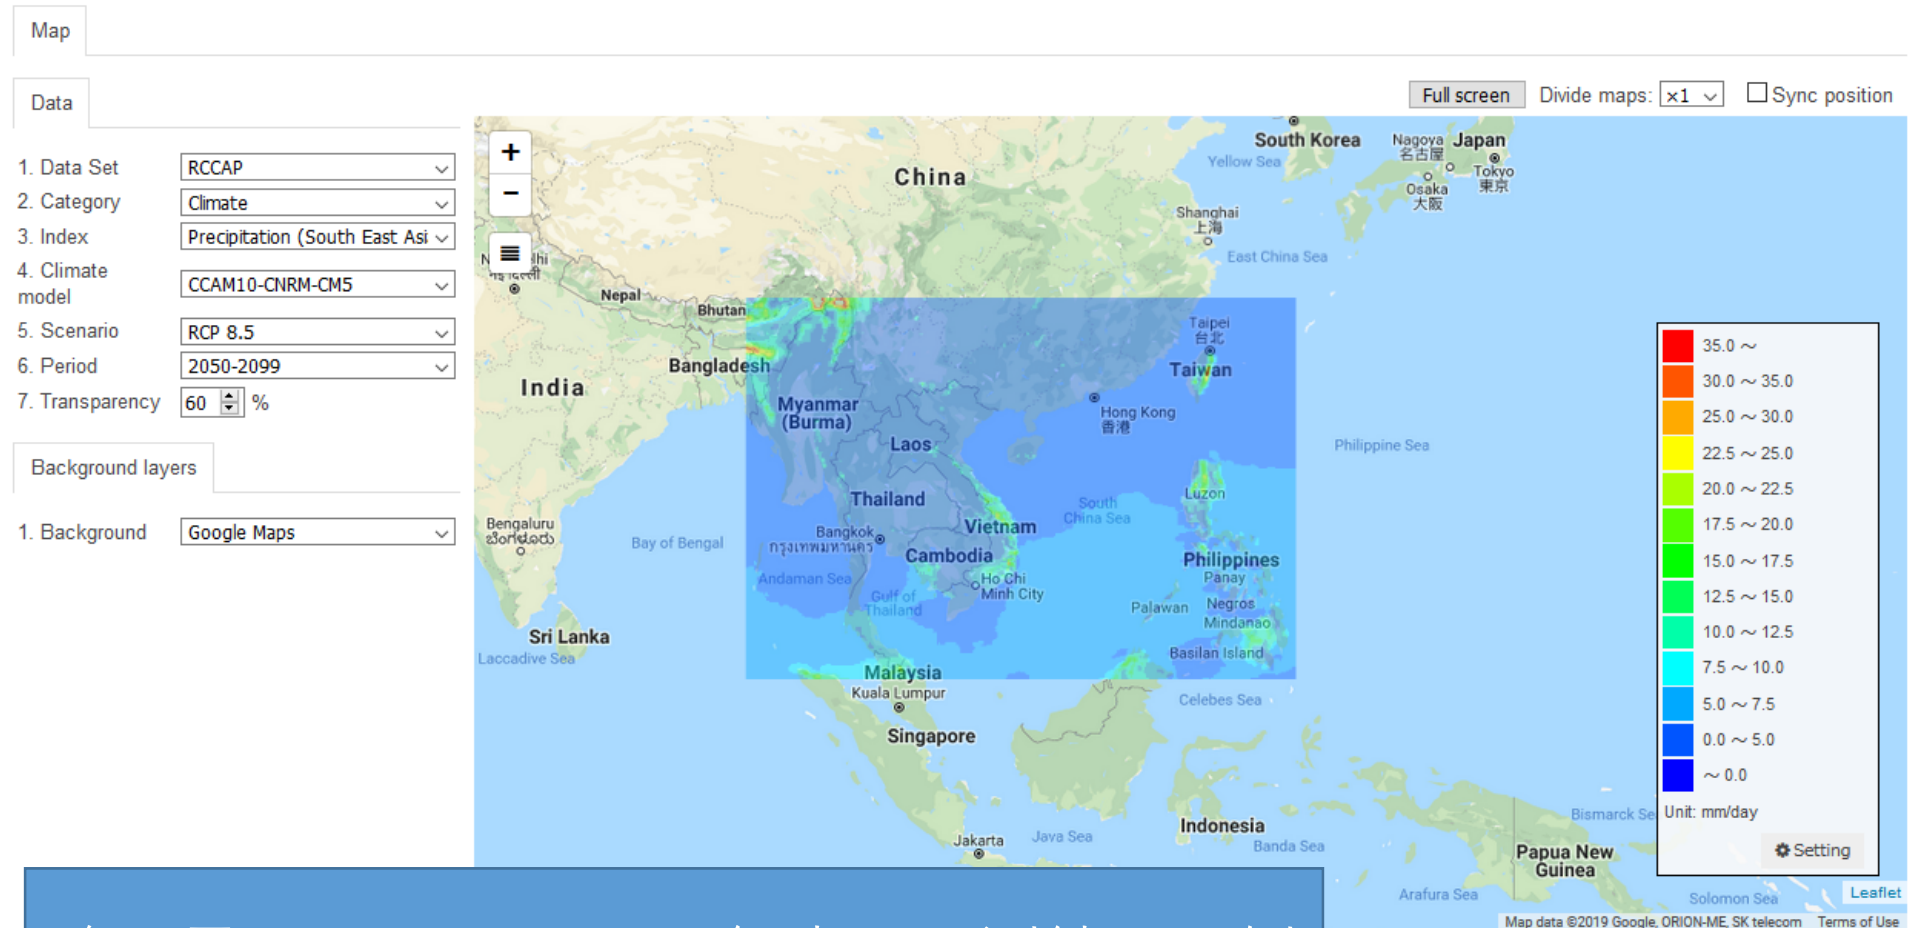 Map
Data
Full screen
Divide maps: ×1
Sync position
1. Data Set RCCAP
2. Category Climate
3. Index Precipitation (South East Asi
4. Climate model CCAM10-CNRM-CM5
5. Scenario RCP 8.5
6. Period 2050-2099
7. Transparency 60 %
Background layers
1. Background Google Maps
+
−
South Korea
Nagoya
名古屋
Japan
Tokyo
東京
Osaka
大阪
Yellow Sea
China
Shanghai
上海
East China Sea
Nepal
Bhutan
Taipei
台北
Bangladesh
Taiwan
India
Myanmar
(Burma)
Hong Kong
香港
Laos
Philippine Sea
Thailand
Luzon
South
China Sea
Bengaluru
Bay of Bengal
Bangkok
กรุงเทพมหานคร
Vietnam
Cambodia
Philippines
Panay
Andaman Sea
Gulf of
Thailand
Ho Chi
Minh City
Palawan
Negros
Mindanao
Sri Lanka
Laccadive Sea
Basilan Island
Malaysia
Kuala Lumpur
Celebes Sea
Singapore
Indonesia
Jakarta
Java Sea
Banda Sea
Bismarck Se
Papua New
Guinea
Arafura Sea
Solomon Sea
35.0 ～
30.0 ～ 35.0
25.0 ～ 30.0
22.5 ～ 25.0
20.0 ～ 22.5
17.5 ～ 20.0
15.0 ～ 17.5
12.5 ～ 15.0
10.0 ～ 12.5
7.5 ～ 10.0
5.0 ～ 7.5
0.0 ～ 5.0
～ 0.0
Unit: mm/day
Setting
Leaflet
Map data ©2019 Google, ORION-ME, SK telecom
Terms of Use